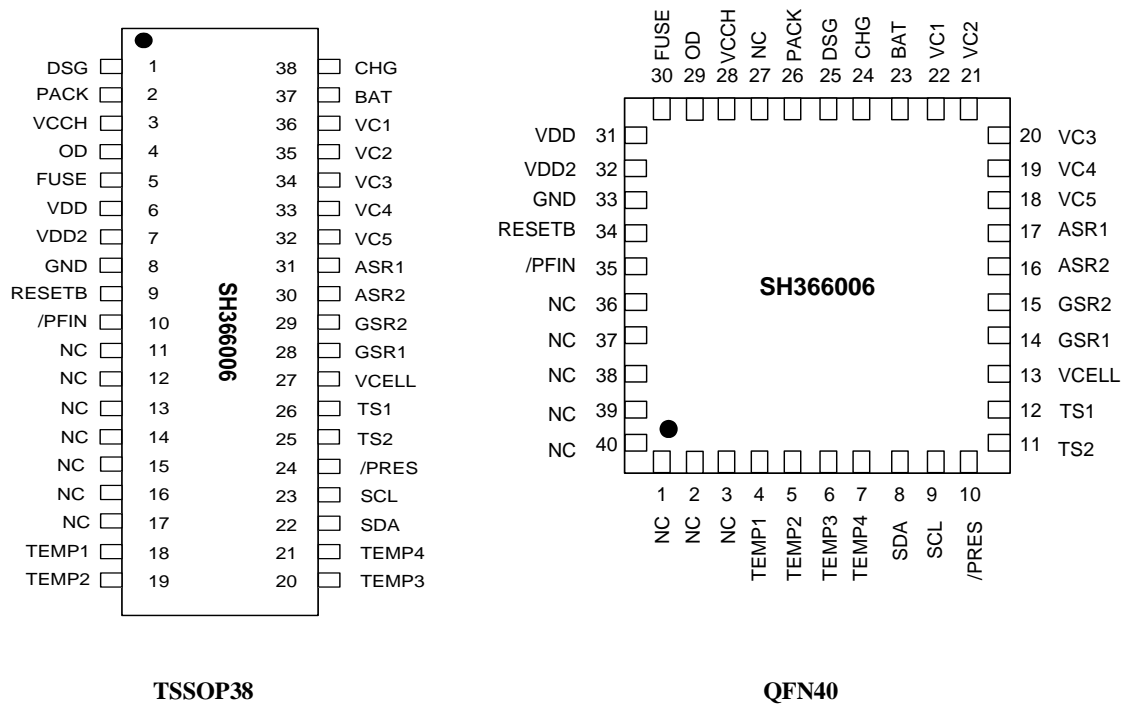 DSG 1 38 CHG
PACK 2 37 BAT
VCCH 3 36 VC1
OD 4 35 VC2
FUSE 5 34 VC3
VDD 6 33 VC4
VDD2 7 32 VC5
GND 8 31 ASR1
RESETB 9 30 ASR2
/PFIN 10 29 GSR2
NC 11 28 GSR1
NC 12 27 VCELL
NC 13 26 TS1
NC 14 25 TS2
NC 15 24 /PRES
NC 16 23 SCL
NC 17 22 SDA
TEMP1 18 21 TEMP4
TEMP2 19 20 TEMP3
SH366006
TSSOP38
FUSE OD VCCH NC PACK DSG CHG BAT VC1 VC2
30 29 28 27 26 25 24 23 22 21
VDD 31 20 VC3
VDD2 32 19 VC4
GND 33 18 VC5
RESETB 34 17 ASR1
/PFIN 35 16 ASR2
NC 36 15 GSR2
NC 37 14 GSR1
NC 38 13 VCELL
NC 39 12 TS1
NC 40 11 TS2
SH366006
1 2 3 4 5 6 7 8 9 10
NC NC NC TEMP1 TEMP2 TEMP3 TEMP4 SDA SCL /PRES
QFN40